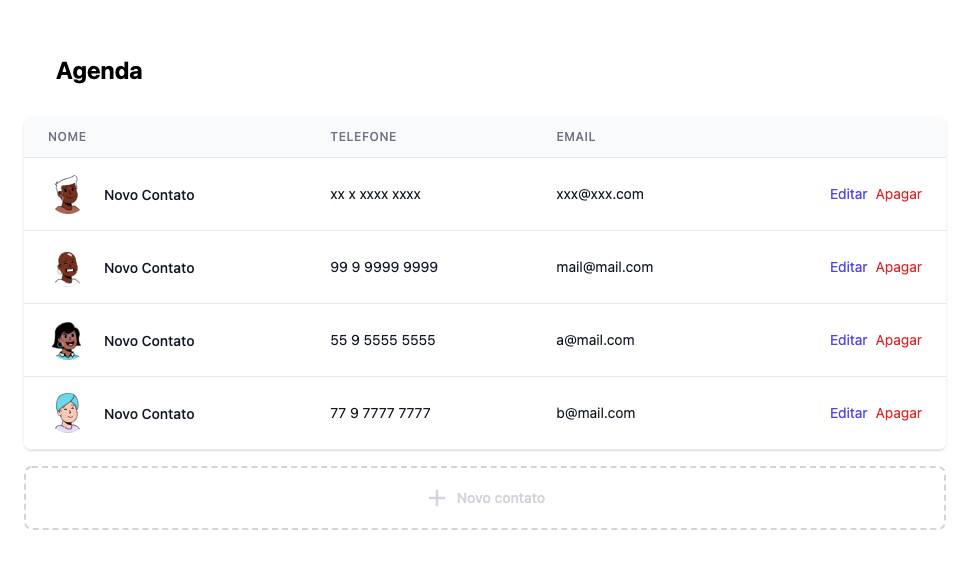 Agenda
NOME TELEFONE EMAIL
Novo Contato xx x xxxx xxxx xxx@xxx.com Editar Apagar
Novo Contato 99 9 9999 9999 mail@mail.com Editar Apagar
Novo Contato 55 9 5555 5555 a@mail.com Editar Apagar
Novo Contato 77 9 7777 7777 b@mail.com Editar Apagar
Novo contato